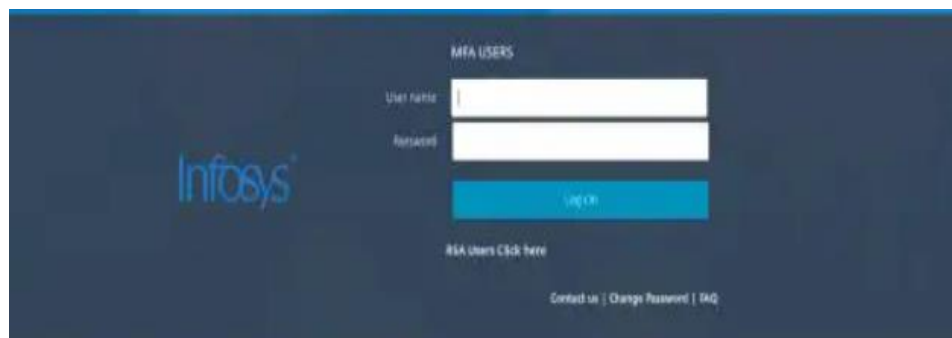 MFA USERS
User name
Password
Infosys
Log On
RSA Users Click here
Contact us | Change Password | FAQ